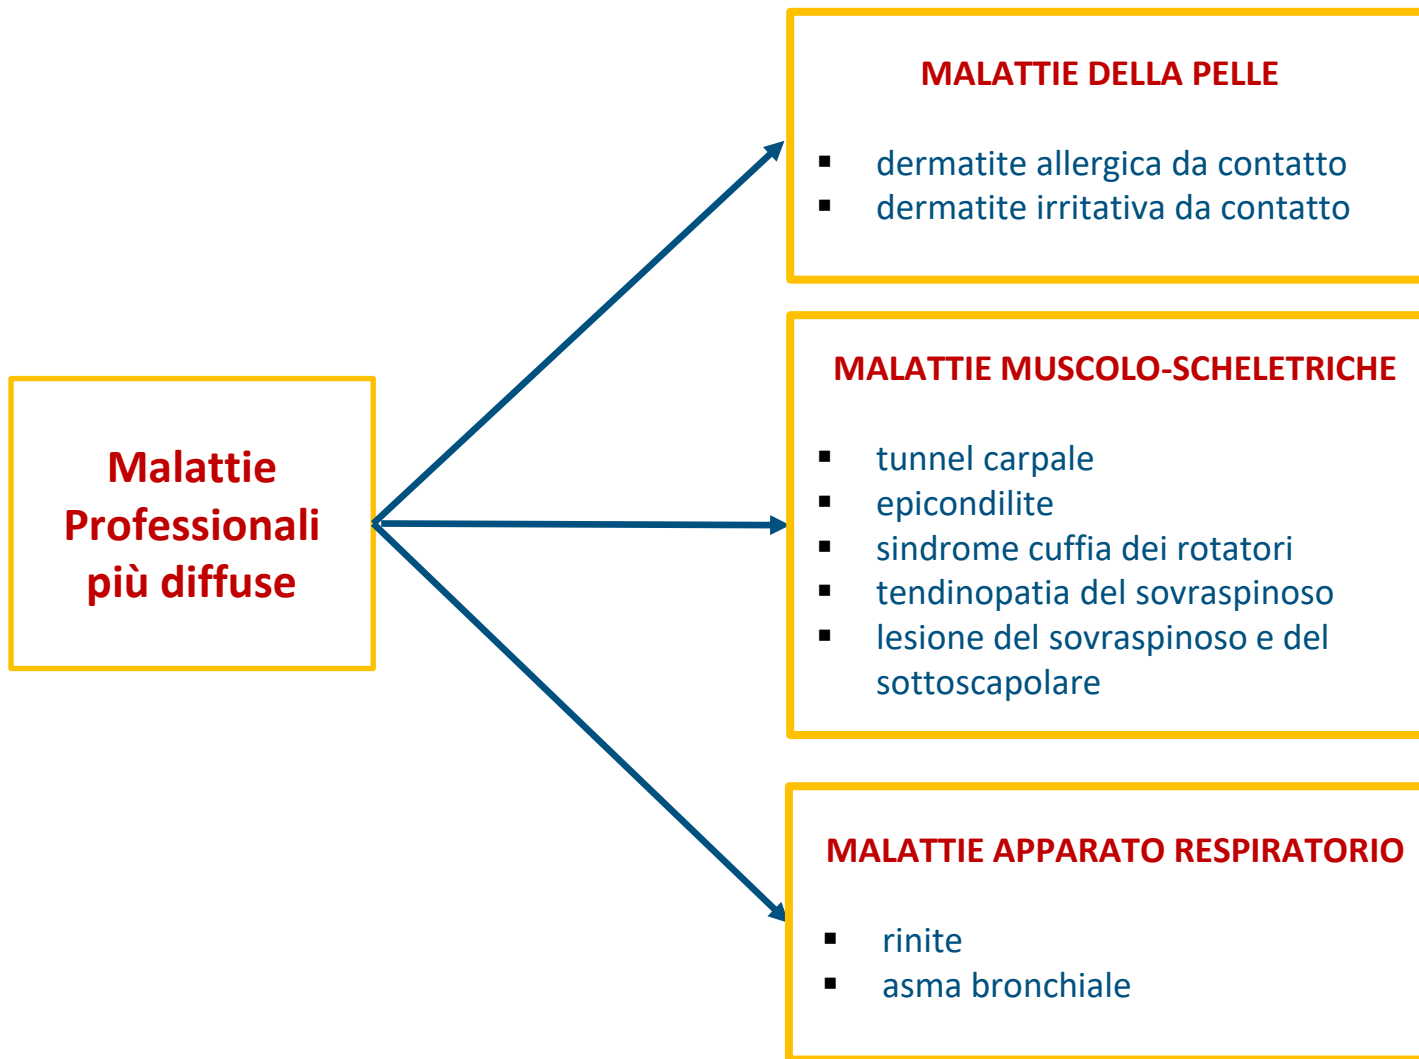 Malattie
Professionali
più diffuse
MALATTIE DELLA PELLE
▪ dermatite allergica da contatto
▪ dermatite irritativa da contatto
MALATTIE MUSCOLO-SCHELETRICHE
▪ tunnel carpale
▪ epicondilite
▪ sindrome cuffia dei rotatori
▪ tendinopatia del sovraspinoso
▪ lesione del sovraspinoso e del
sottoscapolare
MALATTIE APPARATO RESPIRATORIO
▪ rinite
▪ asma bronchiale